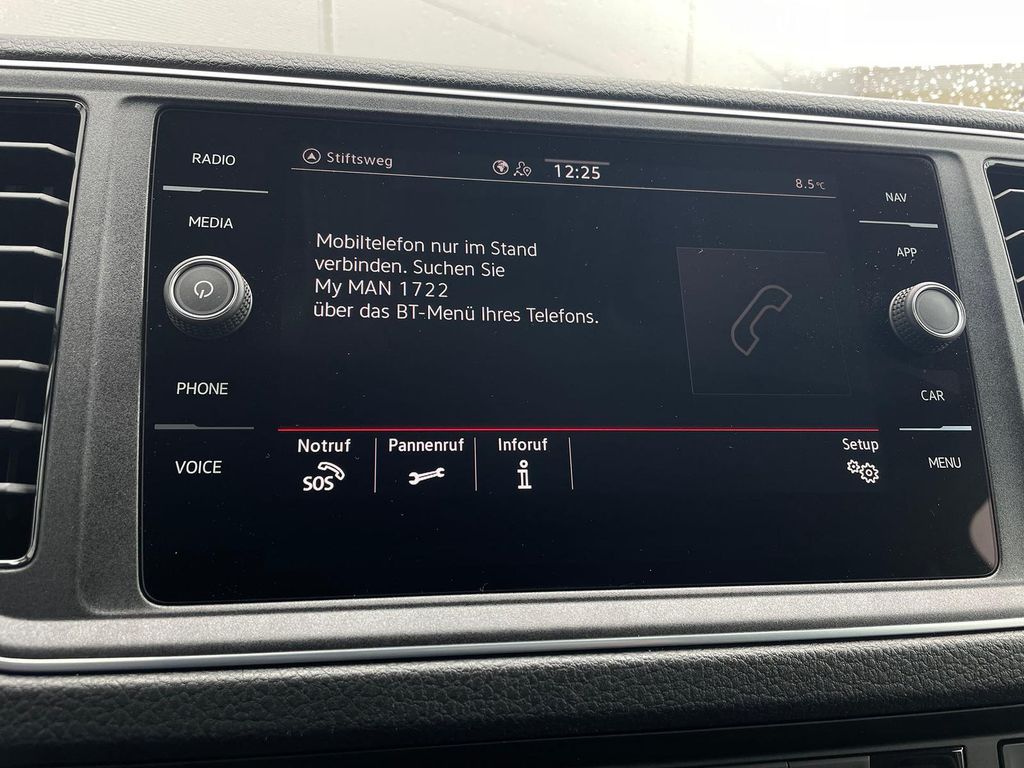 RADIO
MEDIA
PHONE
VOICE
Stiftsweg
12:25
8.5°C
Mobiltelefon nur im Stand
verbinden. Suchen Sie
My MAN 1722
über das BT-Menü Ihres Telefons.
Notruf
SOS
Pannenruf
Inforuf
i
Setup
NAV
APP
CAR
MENU